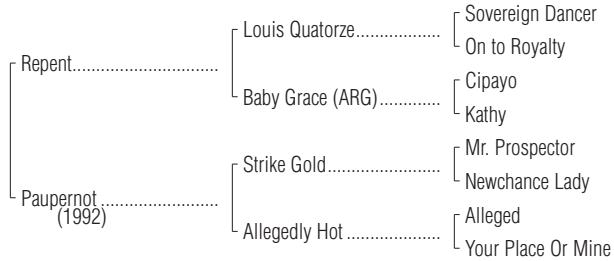 Sovereign Dancer
Louis Quatorze..................
On to Royalty
Repent...............................
Cipayo
Baby Grace (ARG).............
Kathy
Mr. Prospector
Strike Gold........................
Newchance Lady
Paupernot.........................
(1992)
Alleged
Allegedly Hot....................
Your Place Or Mine